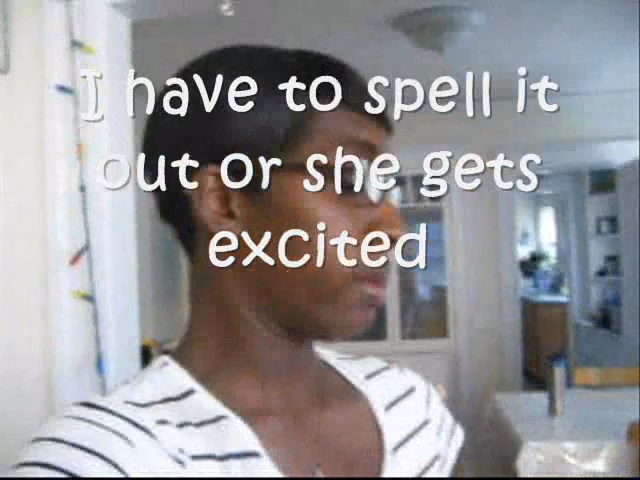 I have to spell it
out or she gets
excited